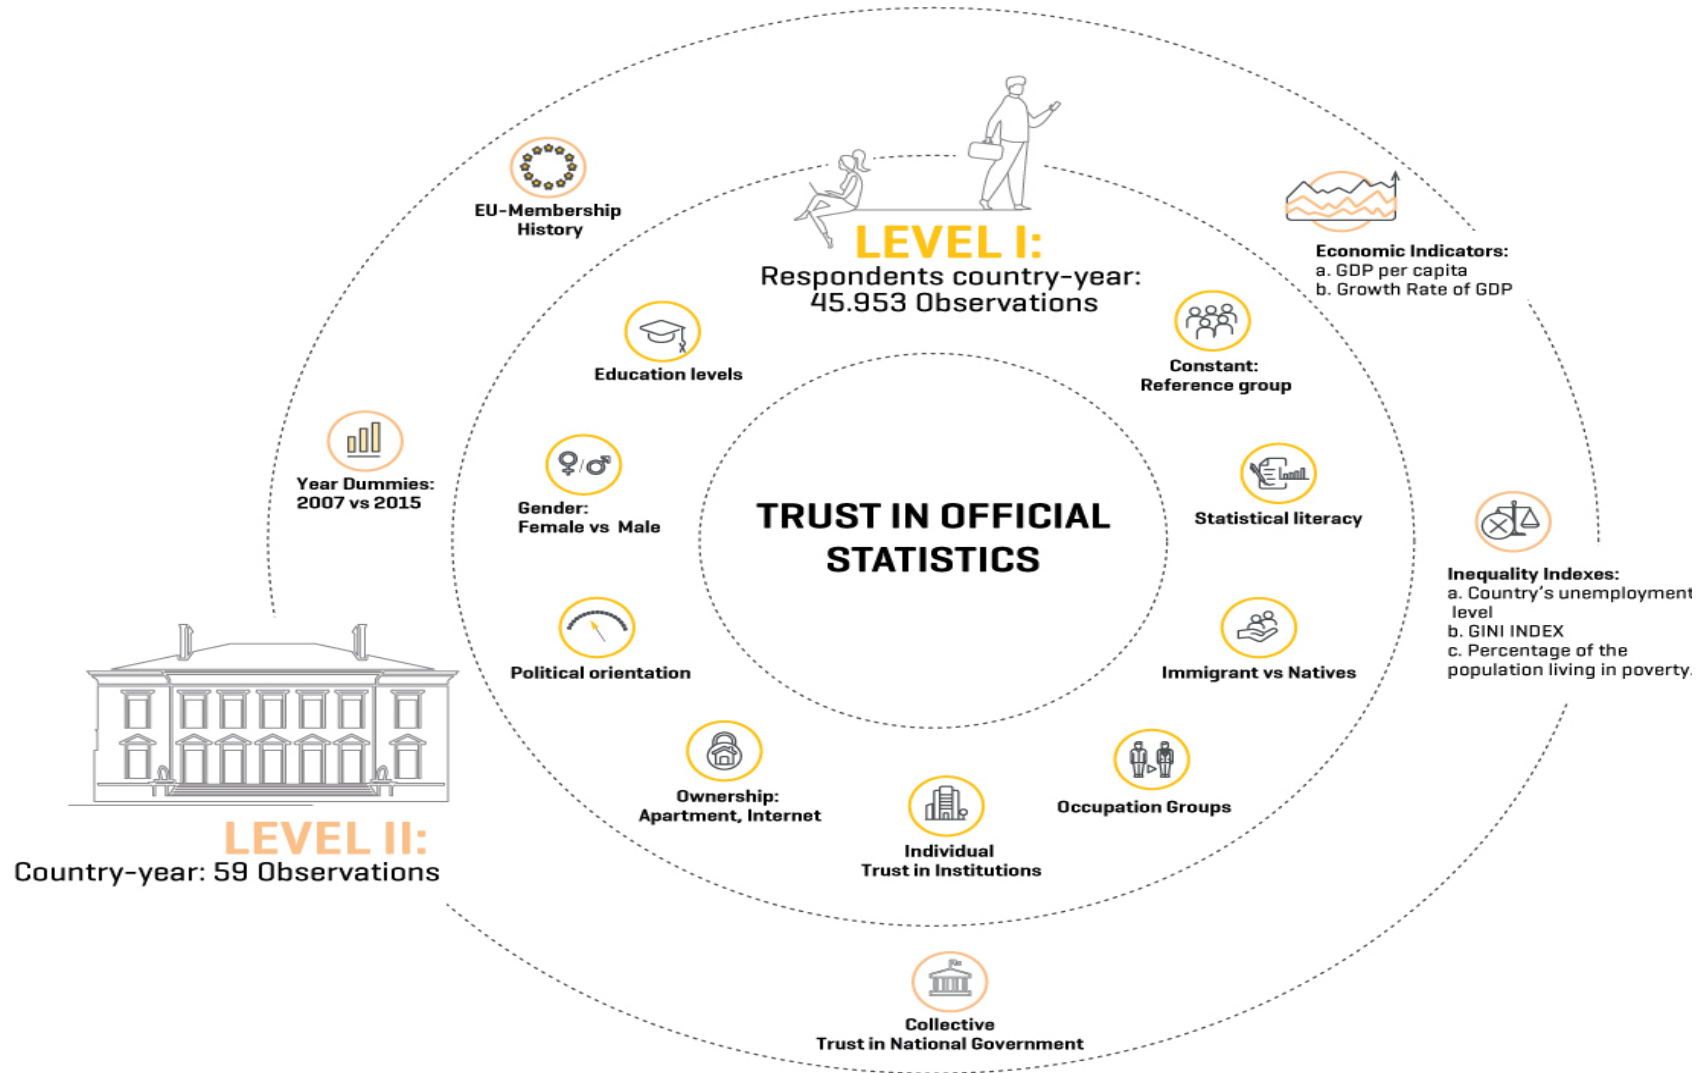 EU-Membership
History
LEVEL I:
Respondents country-year:
45.953 Observations
Economic Indicators:
a. GDP per capita
b. Growth Rate of GDP
Education levels
Constant:
Reference group
Year Dummies:
2007 vs 2015
Gender:
Female vs Male
TRUST IN OFFICIAL
STATISTICS
Statistical literacy
Inequality Indexes:
a. Country's unemployment
level
b. GINI INDEX
c. Percentage of the
population living in poverty.
Political orientation
Immigrant vs Natives
Ownership:
Apartment, Internet
Occupation Groups
Individual
Trust in Institutions
LEVEL II:
Country-year: 59 Observations
Collective
Trust in National Government